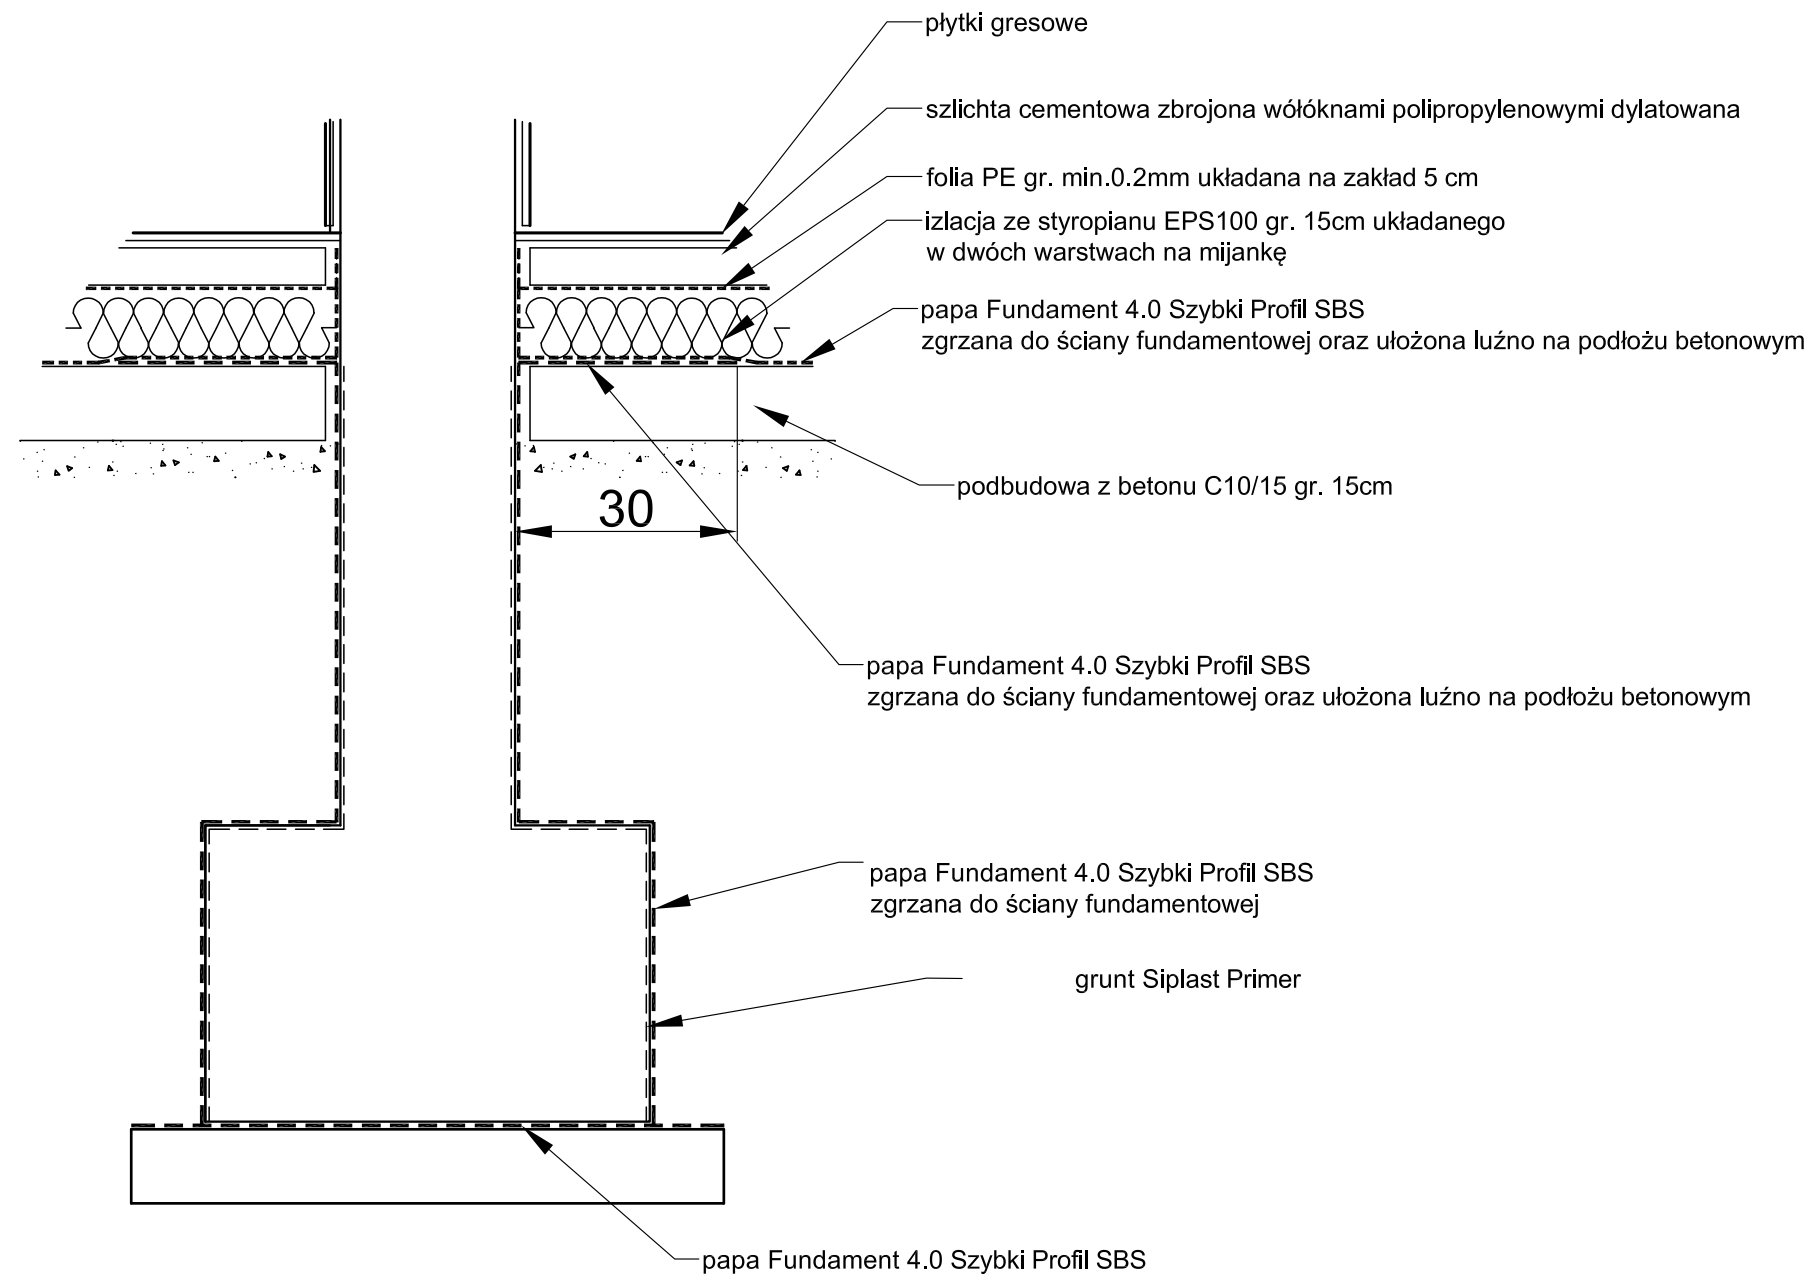 płytki gresowe
szlichta cementowa zbrojona wółóknami polipropylenowymi dylatowana
folia PE gr. min.0.2mm układana na zakład 5 cm
izlacja ze styropianu EPS100 gr. 15cm układanego
w dwóch warstwach na mijankę
papa Fundament 4.0 Szybki Profil SBS
zgrzana do ściany fundamentowej oraz ułożona luźno na podłożu betonowym
podbudowa z betonu C10/15 gr. 15cm
30
papa Fundament 4.0 Szybki Profil SBS
zgrzana do ściany fundamentowej oraz ułożona luźno na podłożu betonowym
papa Fundament 4.0 Szybki Profil SBS
zgrzana do ściany fundamentowej
grunt Siplast Primer
papa Fundament 4.0 Szybki Profil SBS